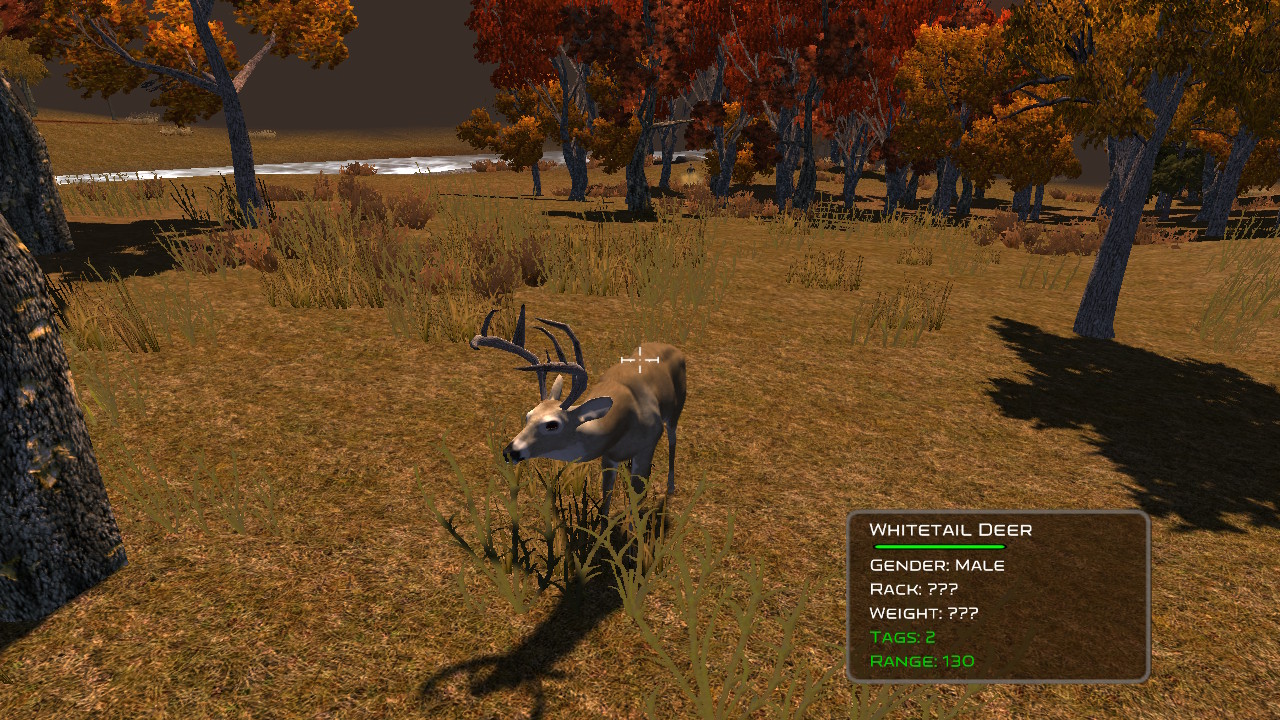 WHITETAIL DEER
GENDER: MALE
RACK: ???
WEIGHT: ???
TAGS: 2
RANGE: 130